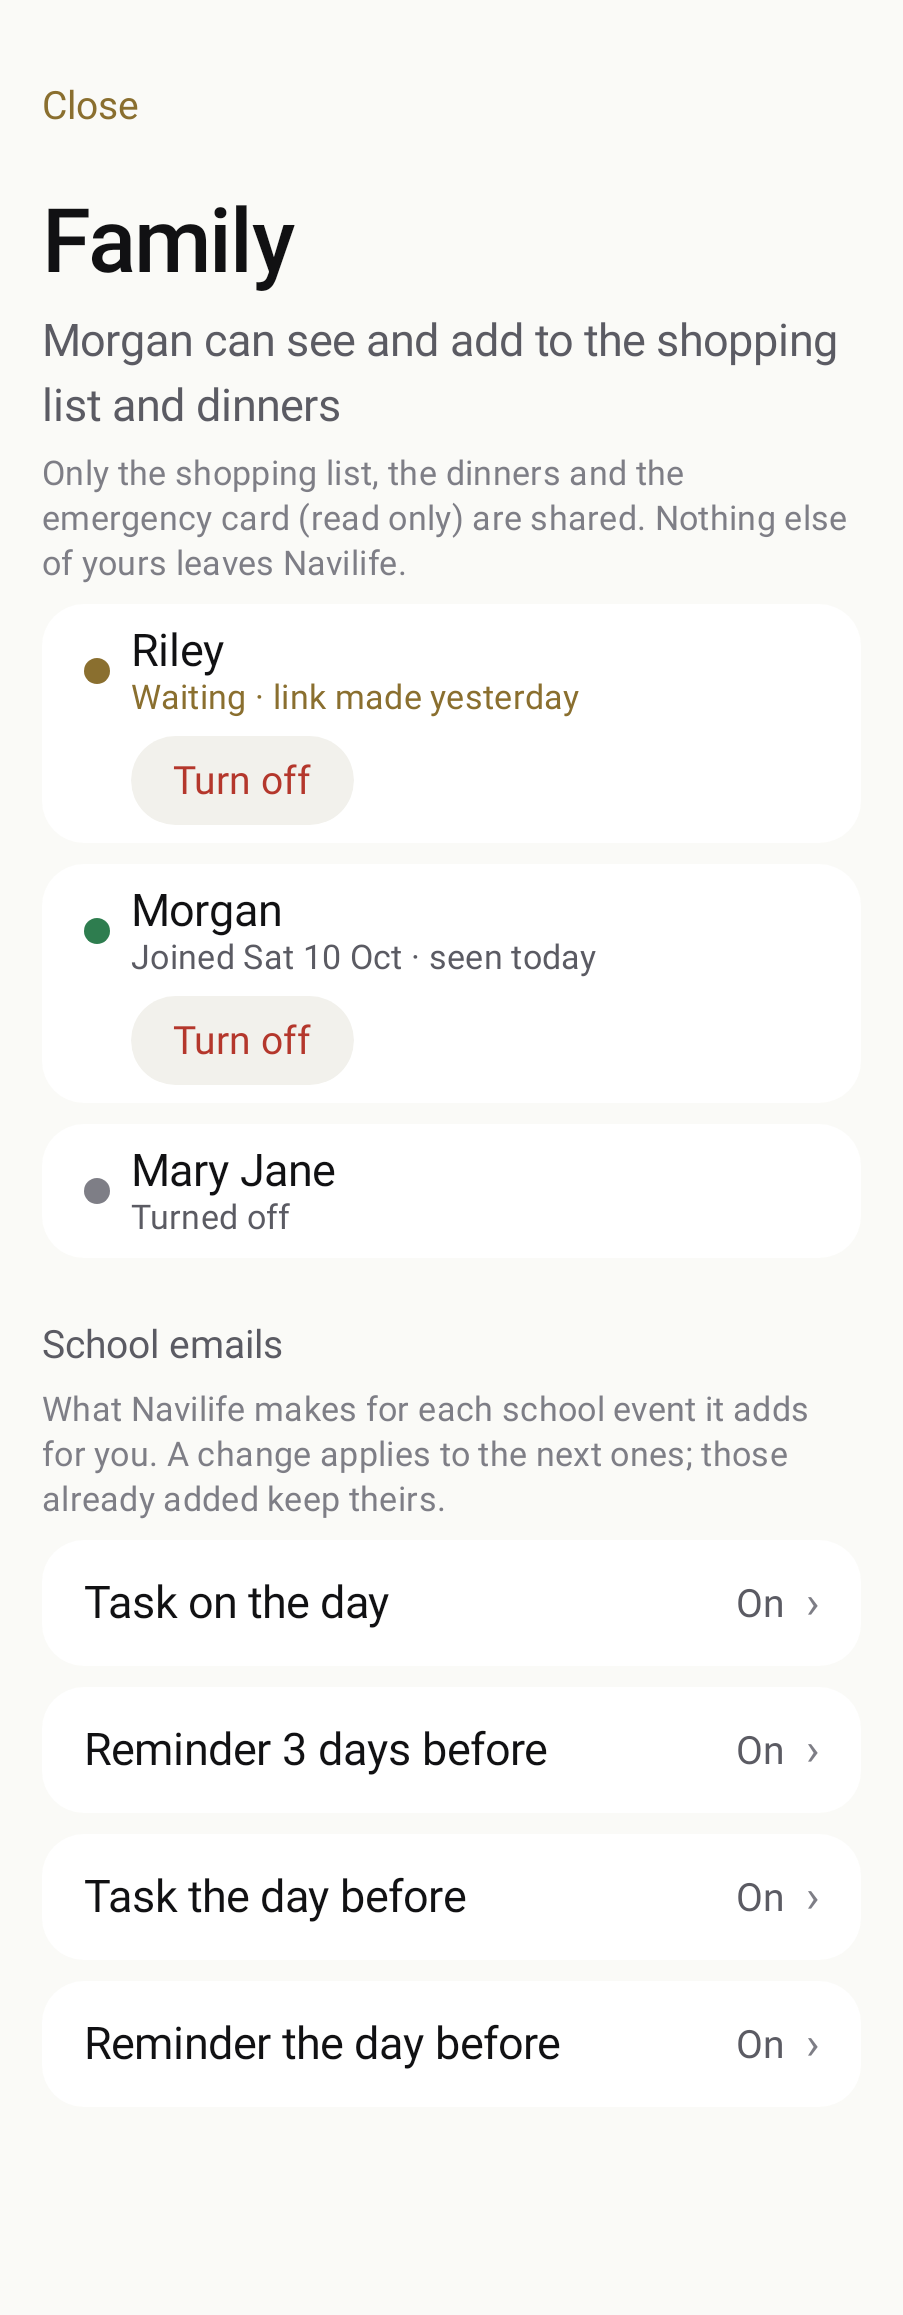 Close
Family
Morgan can see and add to the shopping
list and dinners
Only the shopping list, the dinners and the
emergency card (read only) are shared. Nothing else
of yours leaves Navilife.
Riley
Waiting · link made yesterday
Turn off
Morgan
Joined Sat 10 Oct · seen today
Turn off
Mary Jane
Turned off
School emails
What Navilife makes for each school event it adds
for you. A change applies to the next ones; those
already added keep theirs.
Task on the day On ›
Reminder 3 days before On ›
Task the day before On ›
Reminder the day before On ›